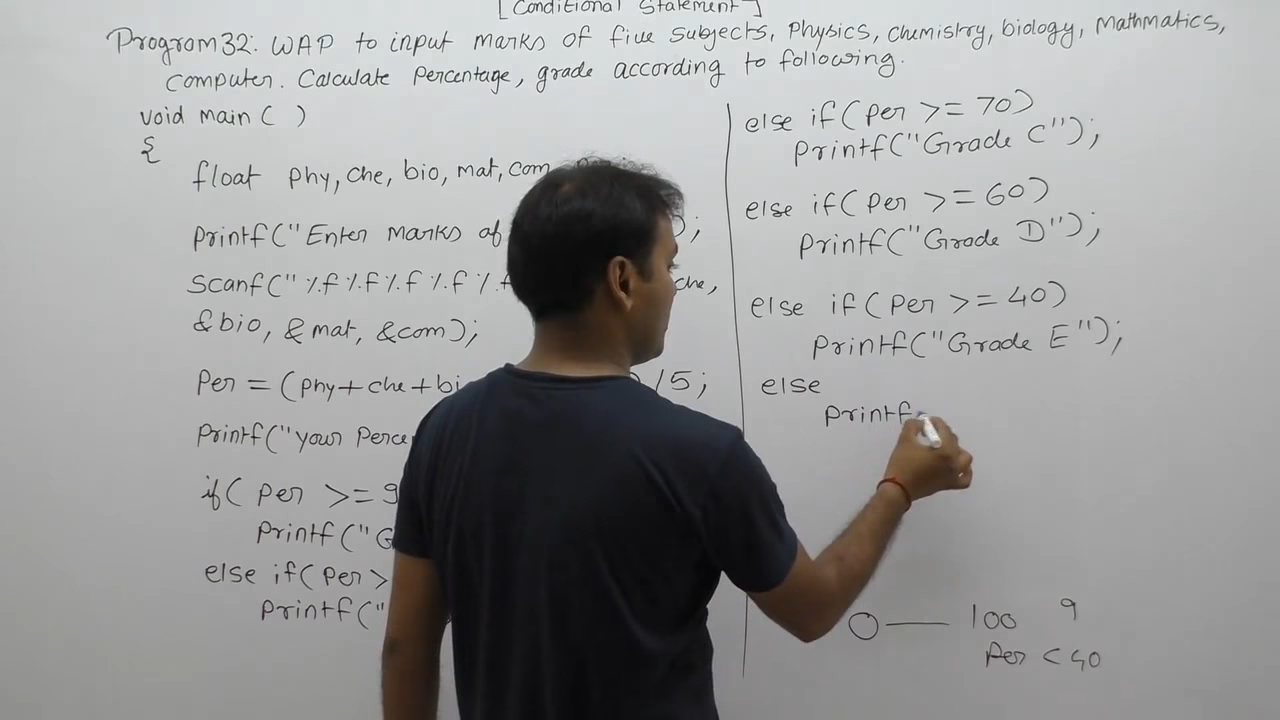 [Conditional Statement]
Program 32: WAP to input marks of five subjects, Physics, chemistry, biology, Mathmatics,
computer. Calculate Percentage, grade according to following.
void main ( )
{
float phy, che, bio, mat, com
printf("Enter marks of ); 
scanf("%f %f %f %f % che,
&bio, &mat, &com);
Per = (phy+che+bi /5;
printf("your Perce
if( per >= 9
printf("G
else if( per >
printf("
else if( per >= 70)
printf("Grade C");
else if( per >= 60)
printf("Grade D");
else if( per >= 40)
printf("Grade E");
else
printf
0 — 100 9
Per < 40